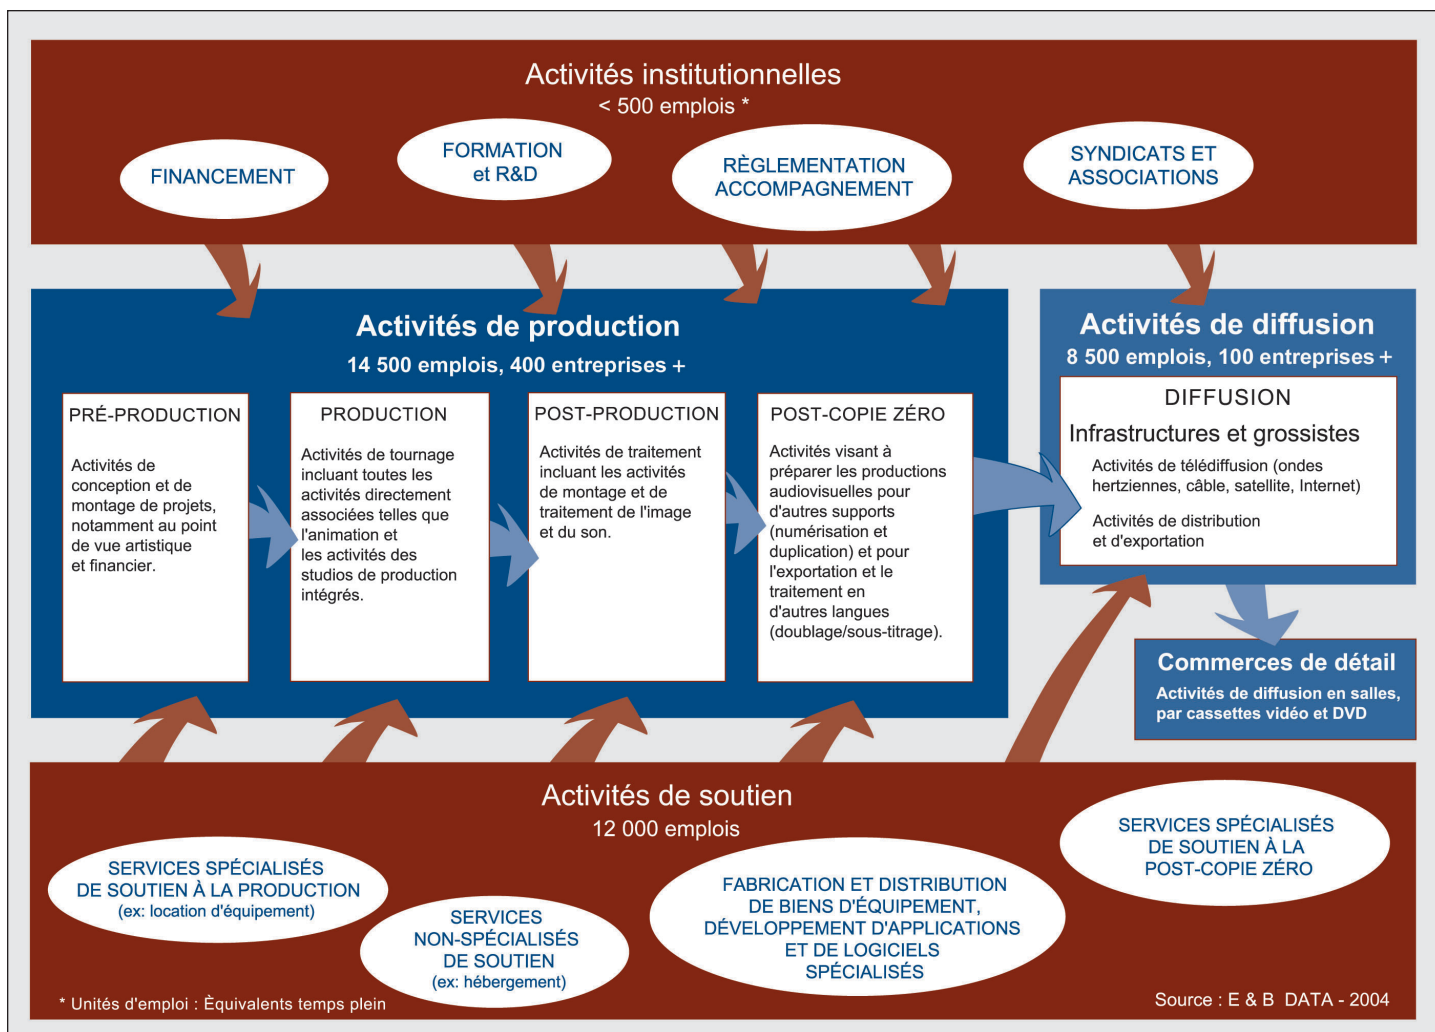 Activités institutionnelles
< 500 emplois *
FINANCEMENT
FORMATION
et R&D
RÈGLEMENTATION
ACCOMPAGNEMENT
SYNDICATS ET
ASSOCIATIONS
Activités de production
14 500 emplois, 400 entreprises +
PRÉ-PRODUCTION
Activités de
conception et de
montage de projets,
notamment au point
de vue artistique
et financier.
PRODUCTION
Activités de tournage
incluant toutes les
activités directement
associées telles que
l'animation et
les activités des
studios de production
intégrés.
POST-PRODUCTION
Activités de traitement
incluant les activités
de montage et de
traitement de l'image
et du son.
POST-COPIE ZÉRO
Activités visant à
préparer les productions
audiovisuelles pour
d'autres supports
(numérisation et
duplication) et pour
l'exportation et le
traitement en
d'autres langues
(doublage/sous-titrage).
Activités de diffusion
8 500 emplois, 100 entreprises +
DIFFUSION
Infrastructures et grossistes
Activités de télédiffusion (ondes
hertziennes, câble, satellite, Internet)
Activités de distribution
et d'exportation
Commerces de détail
Activités de diffusion en salles,
par cassettes vidéo et DVD
Activités de soutien
12 000 emplois
SERVICES SPÉCIALISÉS
DE SOUTIEN À LA PRODUCTION
(ex: location d'équipement)
SERVICES
NON-SPÉCIALISÉS
DE SOUTIEN
(ex: hébergement)
FABRICATION ET DISTRIBUTION
DE BIENS D'ÉQUIPEMENT,
DÉVELOPPEMENT D'APPLICATIONS
ET DE LOGICIELS
SPÉCIALISÉS
SERVICES SPÉCIALISÉS
DE SOUTIEN À LA
POST-COPIE ZÉRO
* Unités d'emploi : Èquivalents temps plein
Source : E & B DATA - 2004